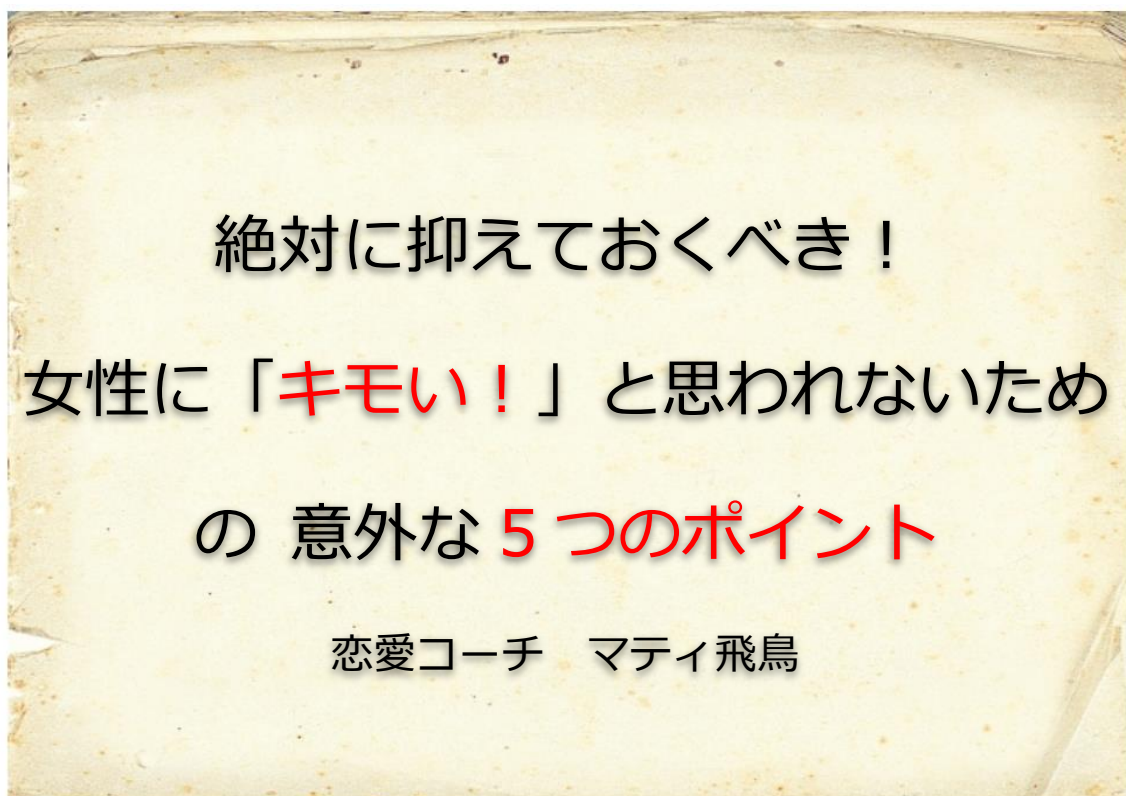 絶対に抑えておくべき！
女性に「キモい！」と思われないため
の 意外な５つのポイント
恋愛コーチ　マティ飛鳥